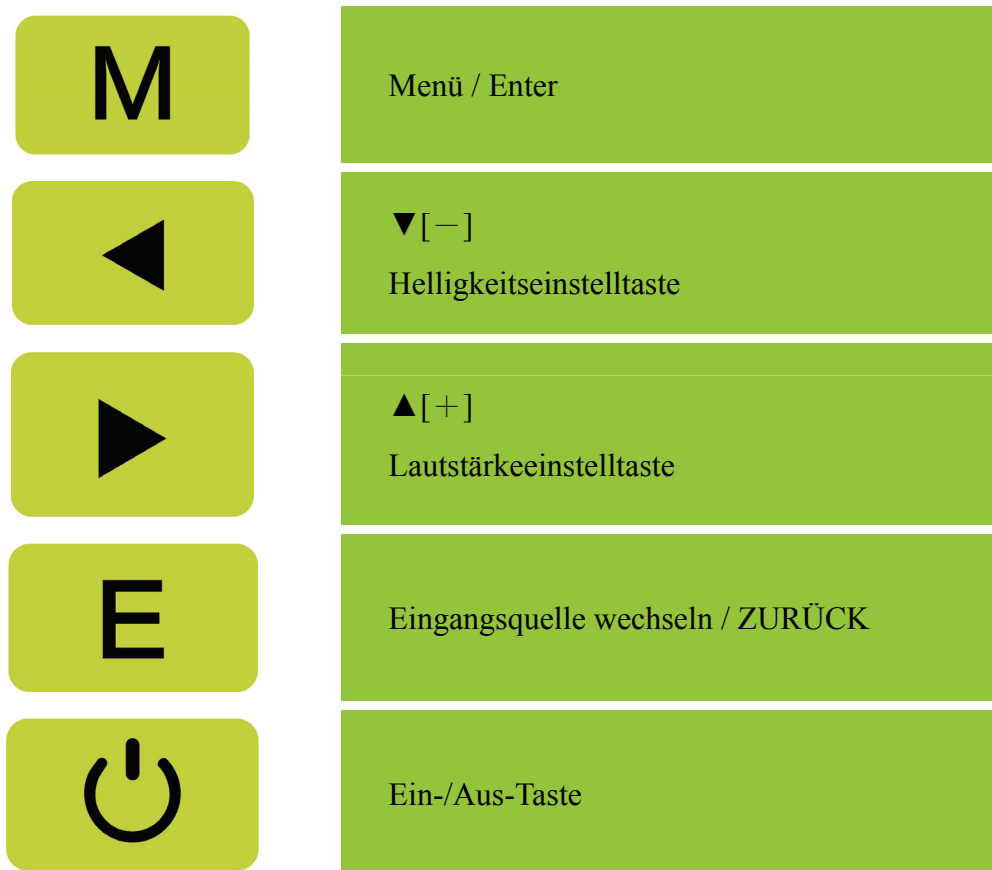 M
Menü / Enter
◀
▼[－]
Helligkeitseinstelltaste
▶
▲[＋]
Lautstärkeeinstelltaste
E
Eingangsquelle wechseln / ZURÜCK
Ein-/Aus-Taste